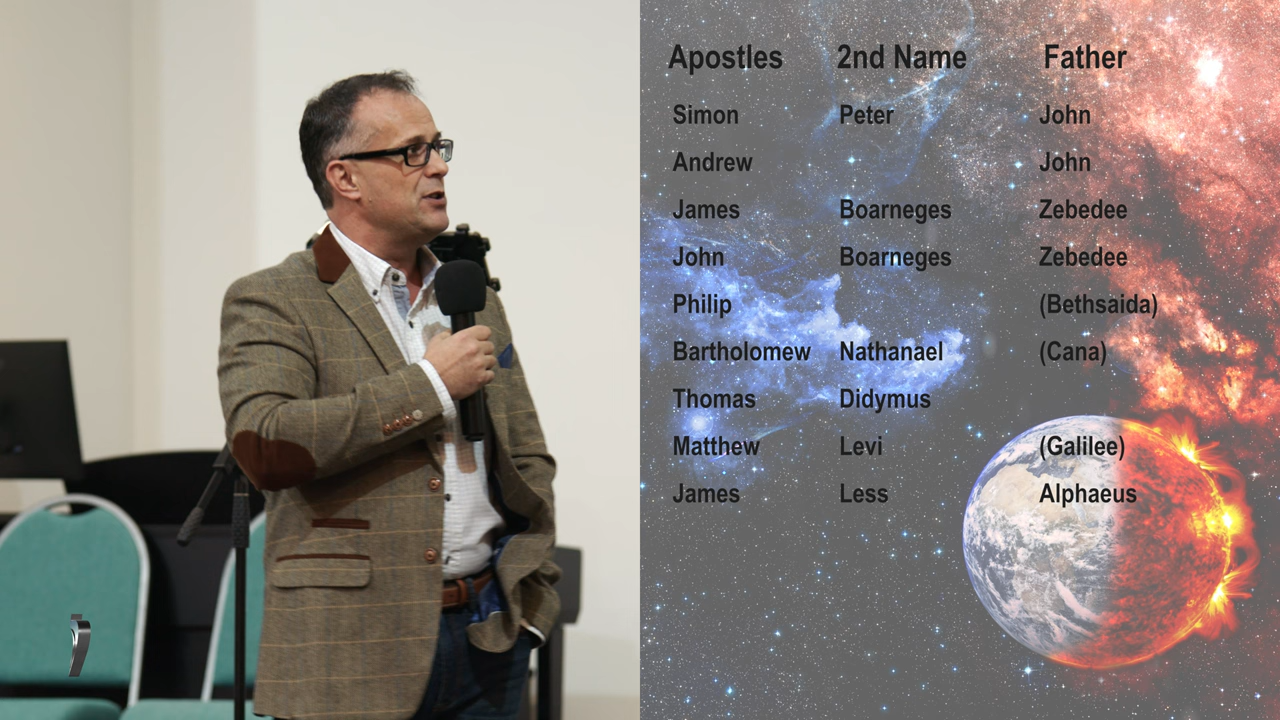 Apostles 2nd Name Father
Simon Peter John
Andrew John
James Boarneges Zebedee
John Boarneges Zebedee
Philip (Bethsaida)
Bartholomew Nathanael (Cana)
Thomas Didymus
Matthew Levi (Galilee)
James Less Alphaeus